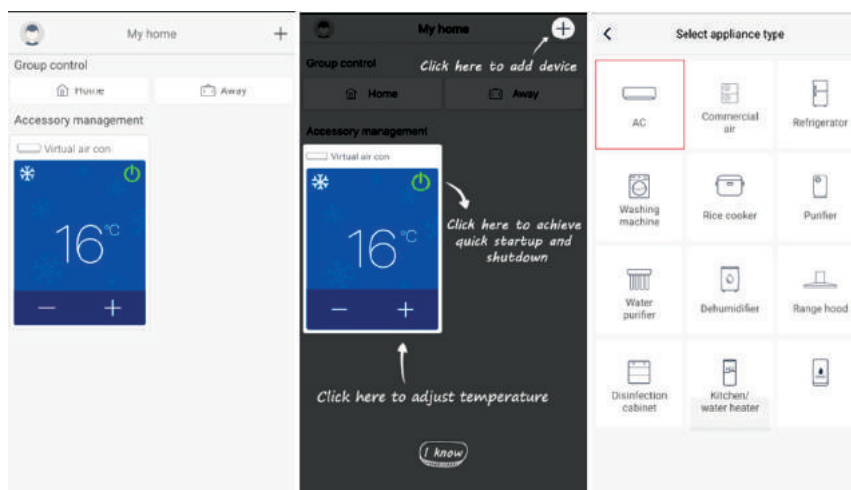 My home
+
Group control
Home
Away
Accessory management
Virtual air con
16°C
— +
My home
+
Click here to add device
Group control
Home
Away
Accessory management
Virtual air con
16°C
— +
Click here to achieve
quick startup and
shutdown
Click here to adjust temperature
I know
Select appliance type
AC
Commercial
air
Refrigerator
Washing
machine
Rice cooker
Purifier
Water
purifier
Dehumidifier
Range hood
Disinfection
cabinet
Kitchen/
water heater